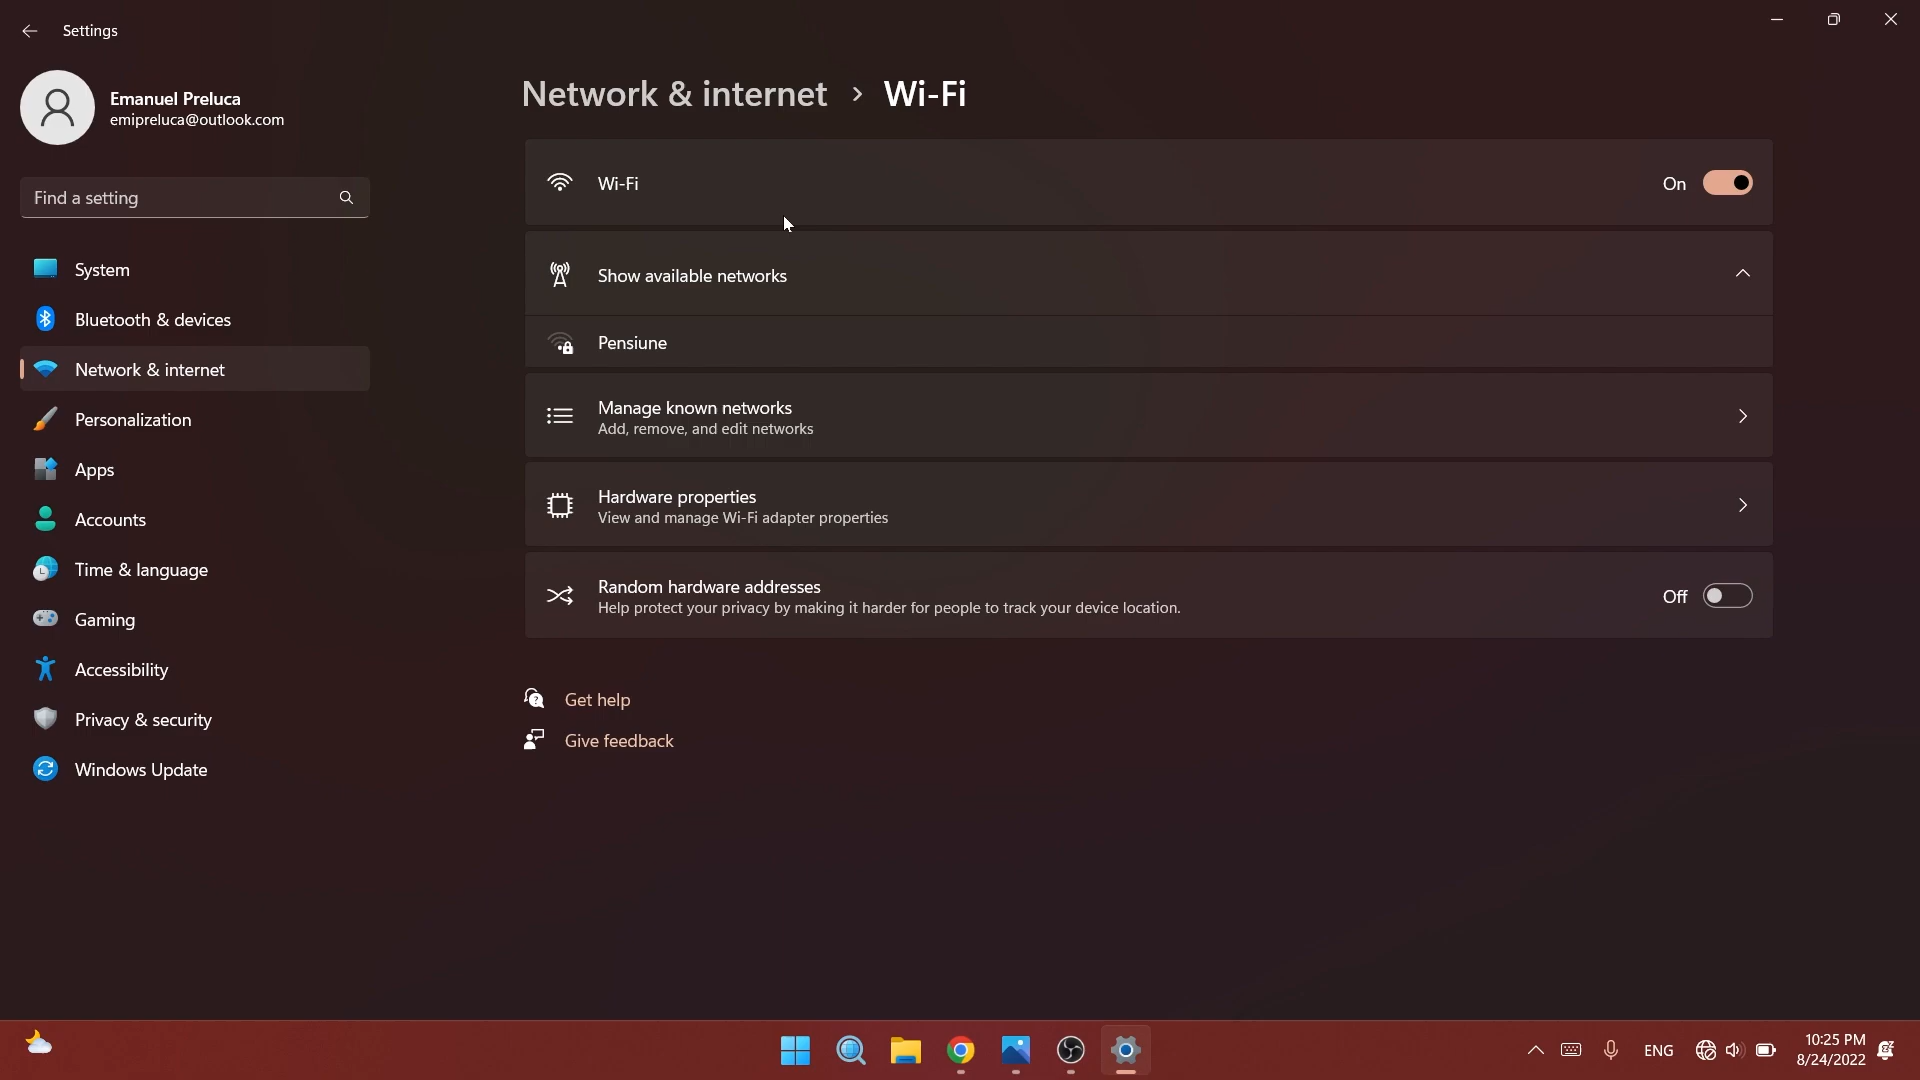 Settings
Emanuel Preluca
emipreluca@outlook.com
Find a setting
System
Bluetooth & devices
Network & internet
Personalization
Apps
Accounts
Time & language
Gaming
Accessibility
Privacy & security
Windows Update
Network & internet > Wi-Fi
Wi-Fi
On
Show available networks
Pensiune
Manage known networks
Add, remove, and edit networks
Hardware properties
View and manage Wi-Fi adapter properties
Random hardware addresses
Help protect your privacy by making it harder for people to track your device location.
Off
Get help
Give feedback
ENG
10:25 PM
8/24/2022